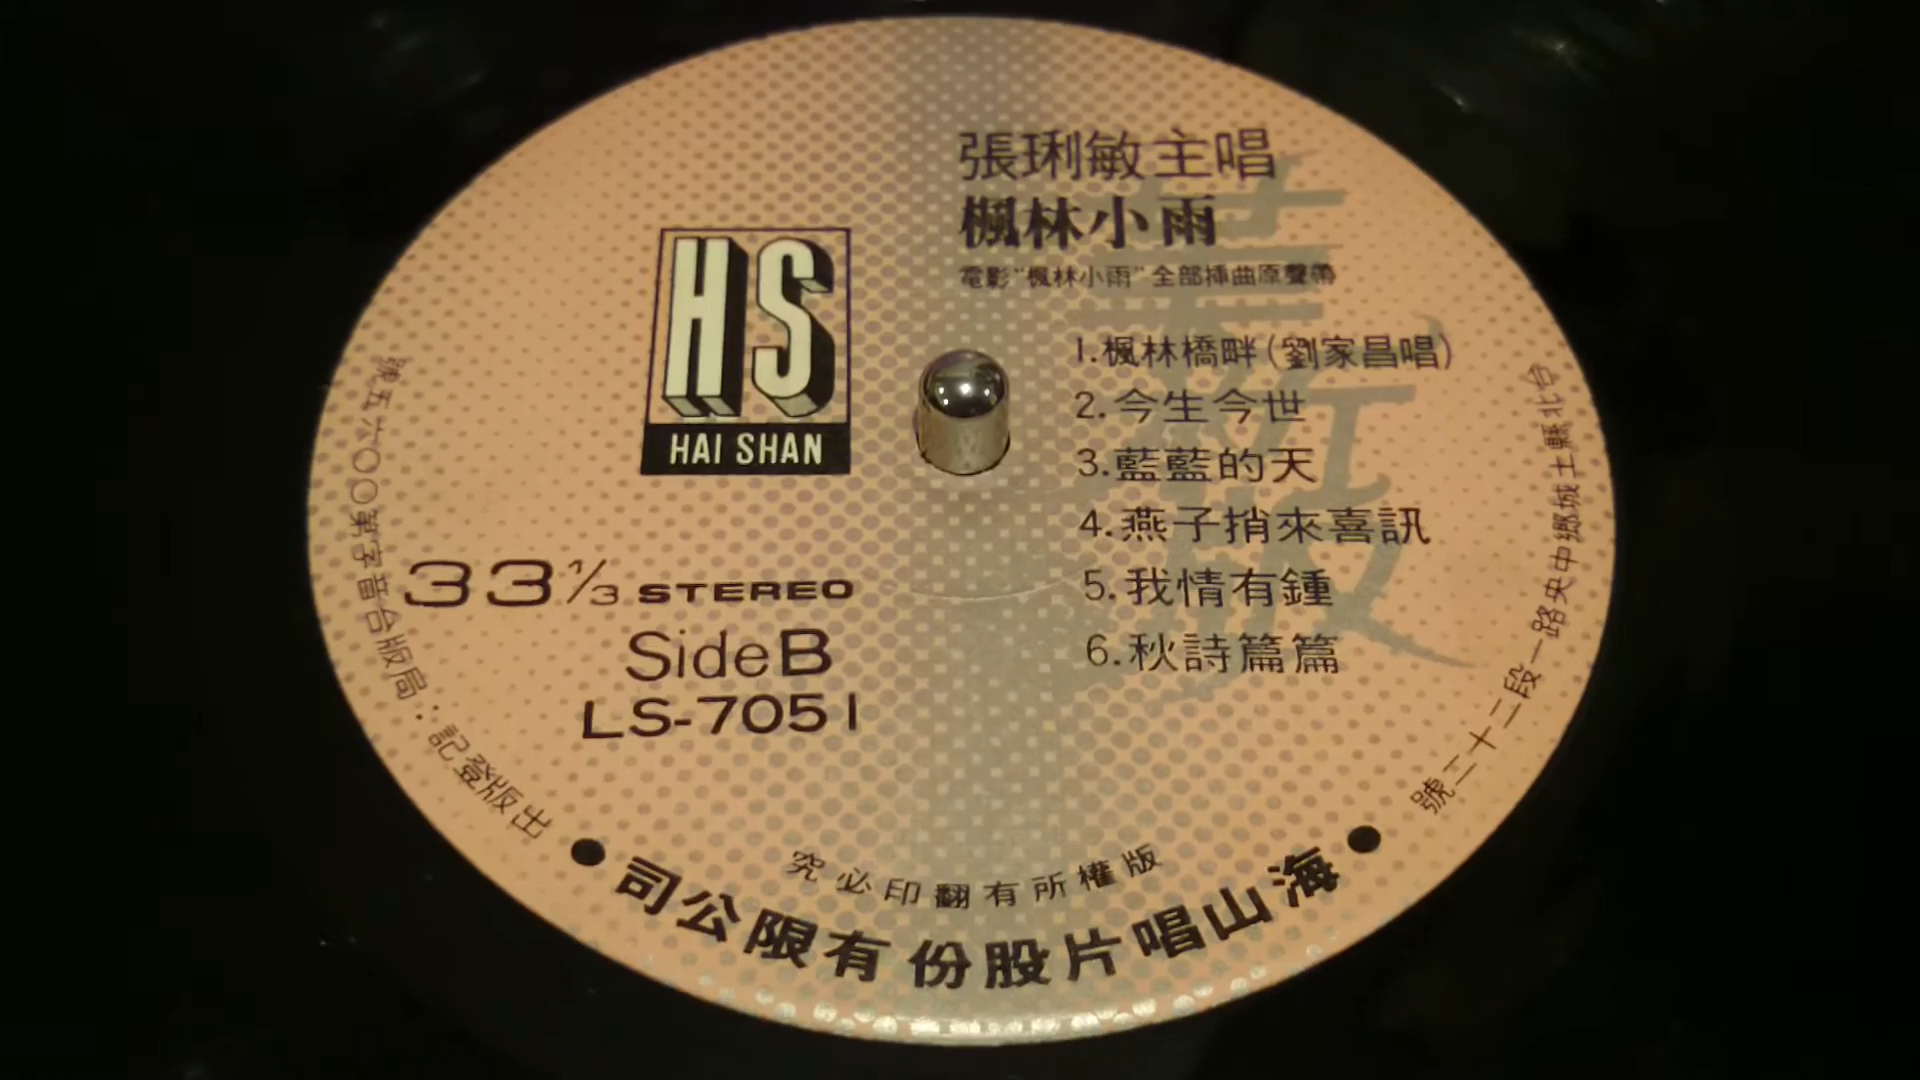 張琍敏主唱
楓林小雨
電影"楓林小雨"全部插曲原聲帶
HS
HAI SHAN
1.楓林橋畔(劉家昌唱)
2.今生今世
3.藍藍的天
4.燕子捎來喜訊
5.我情有鍾
6.秋詩篇篇
33 1/3 STEREO
Side B
LS-7051
出版登記:局版台音字第〇〇六五號
版權所有翻印必究
海山唱片股份有限公司
台北縣土城鄉中央路一段二十二號